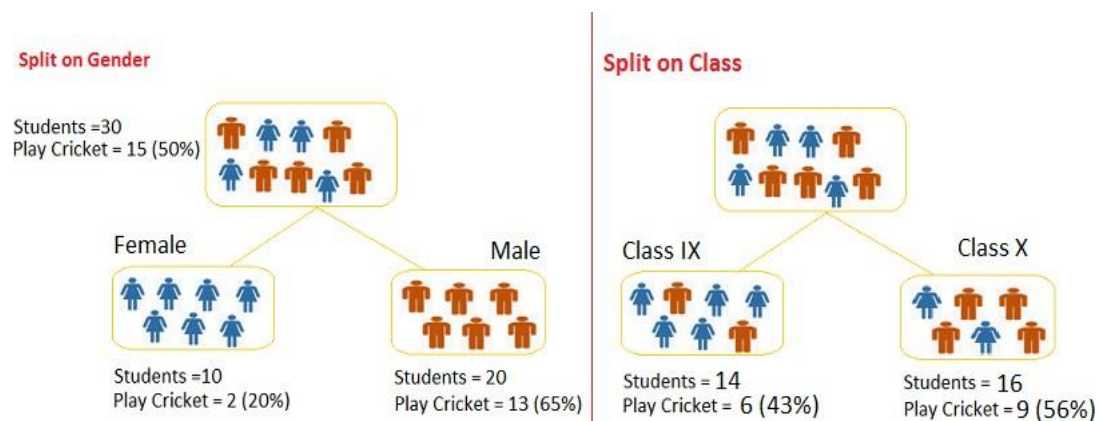 Split on Gender
Students =30
Play Cricket = 15 (50%)
Female
Male
Students =10
Play Cricket = 2 (20%)
Students = 20
Play Cricket = 13 (65%)
Split on Class
Class IX
Class X
Students = 14
Play Cricket = 6 (43%)
Students = 16
Play Cricket = 9 (56%)